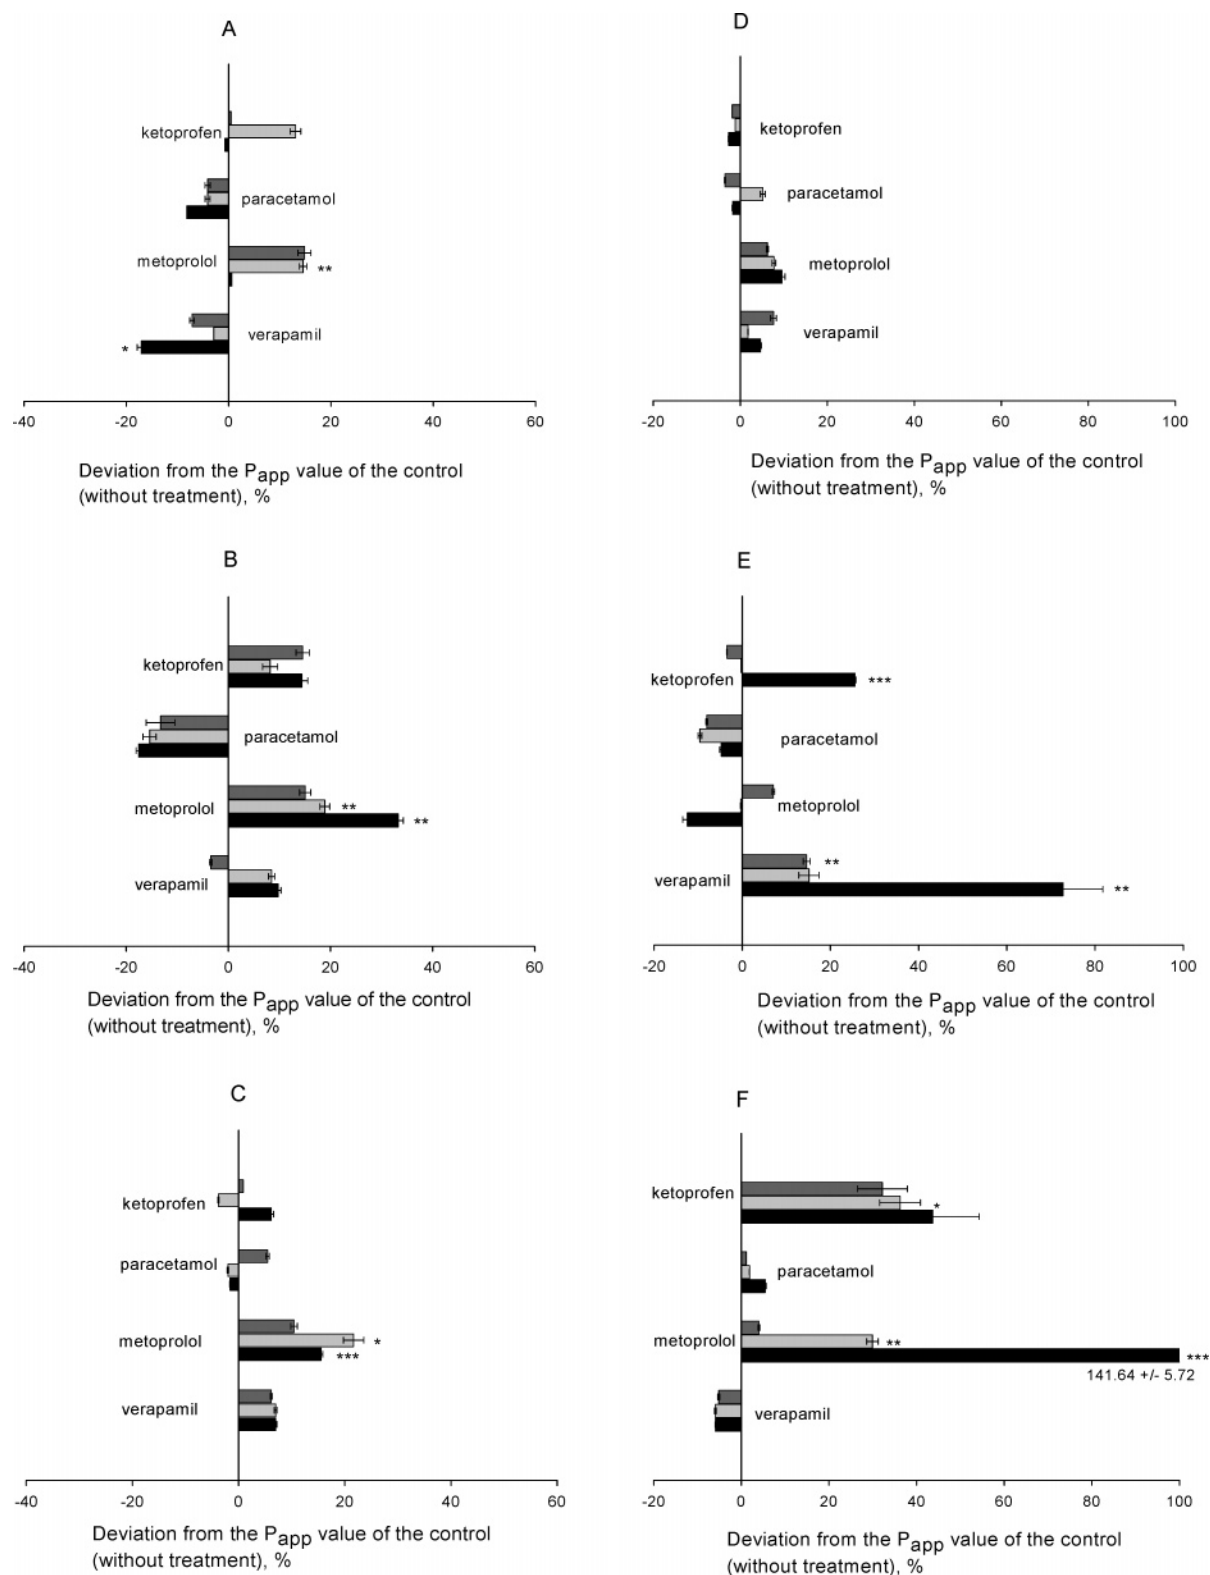 A
ketoprofen
paracetamol
metoprolol
**
verapamil
*
-40 -20 0 20 40 60
Deviation from the Papp value of the control
(without treatment), %
D
ketoprofen
paracetamol
metoprolol
verapamil
-20 0 20 40 60 80 100
Deviation from the Papp value of the control
(without treatment), %
B
ketoprofen
paracetamol
metoprolol
**
**
verapamil
-40 -20 0 20 40 60
Deviation from the Papp value of the control
(without treatment), %
E
ketoprofen ***
paracetamol
metoprolol
**
verapamil
**
-20 0 20 40 60 80 100
Deviation from the Papp value of the control
(without treatment), %
C
ketoprofen
paracetamol
metoprolol *
***
verapamil
-40 -20 0 20 40 60
Deviation from the Papp value of the control
(without treatment), %
F
ketoprofen
*
paracetamol
metoprolol **
***
141.64 +/- 5.72
verapamil
-20 0 20 40 60 80 100
Deviation from the Papp value of the control
(without treatment), %